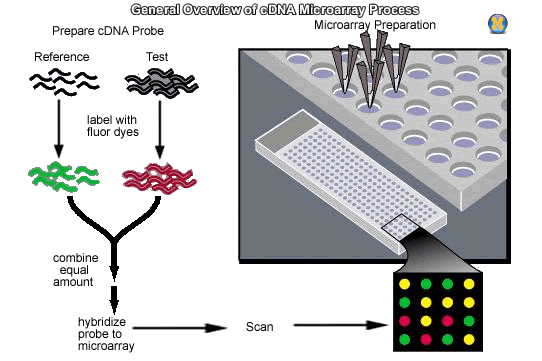 General Overview of cDNA Microarray Process
Prepare cDNA Probe
Microarray Preparation
Reference
Test
label with
fluor dyes
combine
equal
amount
hybridize
probe to
microarray
Scan